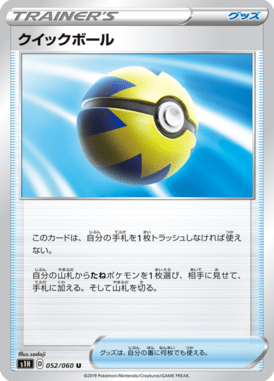 TRAINER'S グッズ
クイックボール
このカードは、自分の手札を1枚トラッシュしなければ使えない。
自分の山札からたねポケモンを1枚選び、相手に見せて、手札に加える。そして山札を切る。
Illus.sadaji
S1H D 052/060 U
グッズは、自分の番に何枚でも使える。
©2019 Pokémon/Nintendo/Creatures/GAME FREAK.